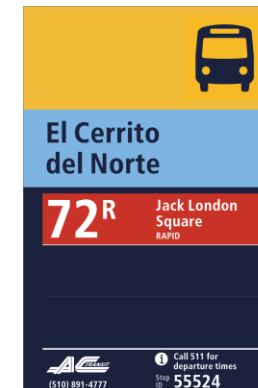 El Cerrito
del Norte
72R
Jack London
Square
RAPID
AC TRANSIT
(510) 891-4777
i
Call 511 for
departure times
Stop
ID
55524